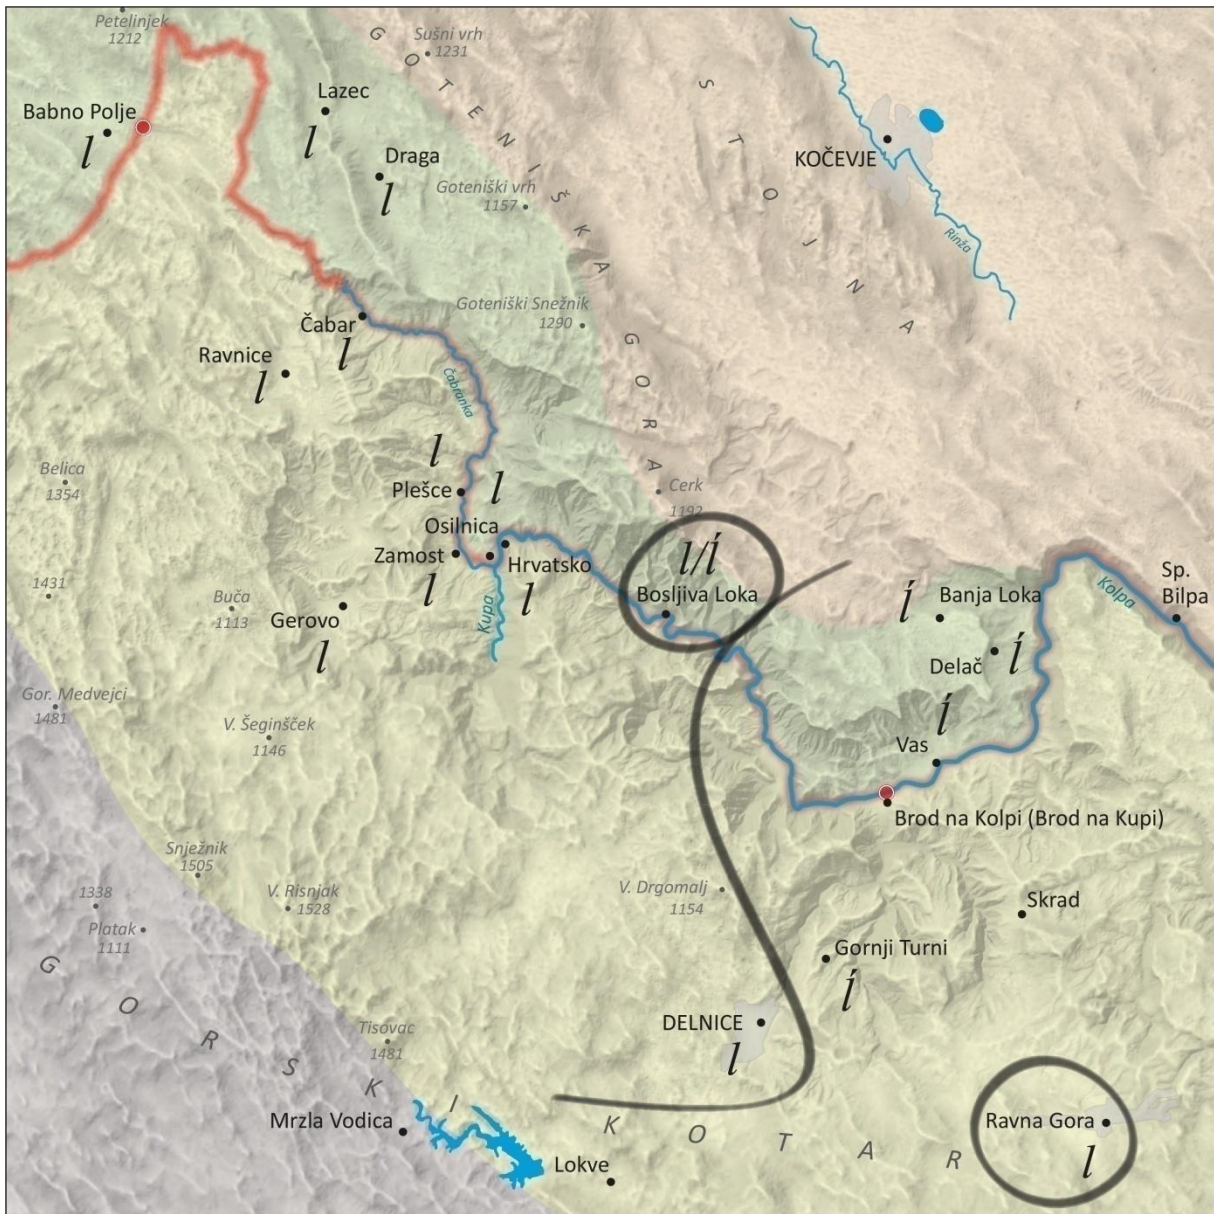 Petelinjek
1212
Sušni vrh
1231
GOTENIŠKA GORA
STOJNA
Lazec
l
Babno Polje
l
Draga
l
KOČEVJE
Goteniški vrh
1157
Rinža
Goteniški Snežnik
1290
Čabar
l
Ravnice
l
Čabranka
l
Belica
1354
Plešce
l
Cerk
1192
Osilnica
Zamost
l
Hrvatsko
l
l/ĺ
Bosljiva Loka
ĺ
Banja Loka
Kolpa
Sp.
Bilpa
1431
Buča
1113
Gerovo
l
Kupa
Delač
ĺ
Gor. Medvejci
1481
V. Šeginšček
1146
ĺ
Vas
Brod na Kolpi (Brod na Kupi)
Snježnik
1505
1338
V. Risnjak
1528
V. Drgomalj
1154
Skrad
Platak
1111
Gornji Turni
ĺ
GORSKI KOTAR
DELNICE
l
Tisovac
1481
Mrzla Vodica
Ravna Gora
l
Lokve